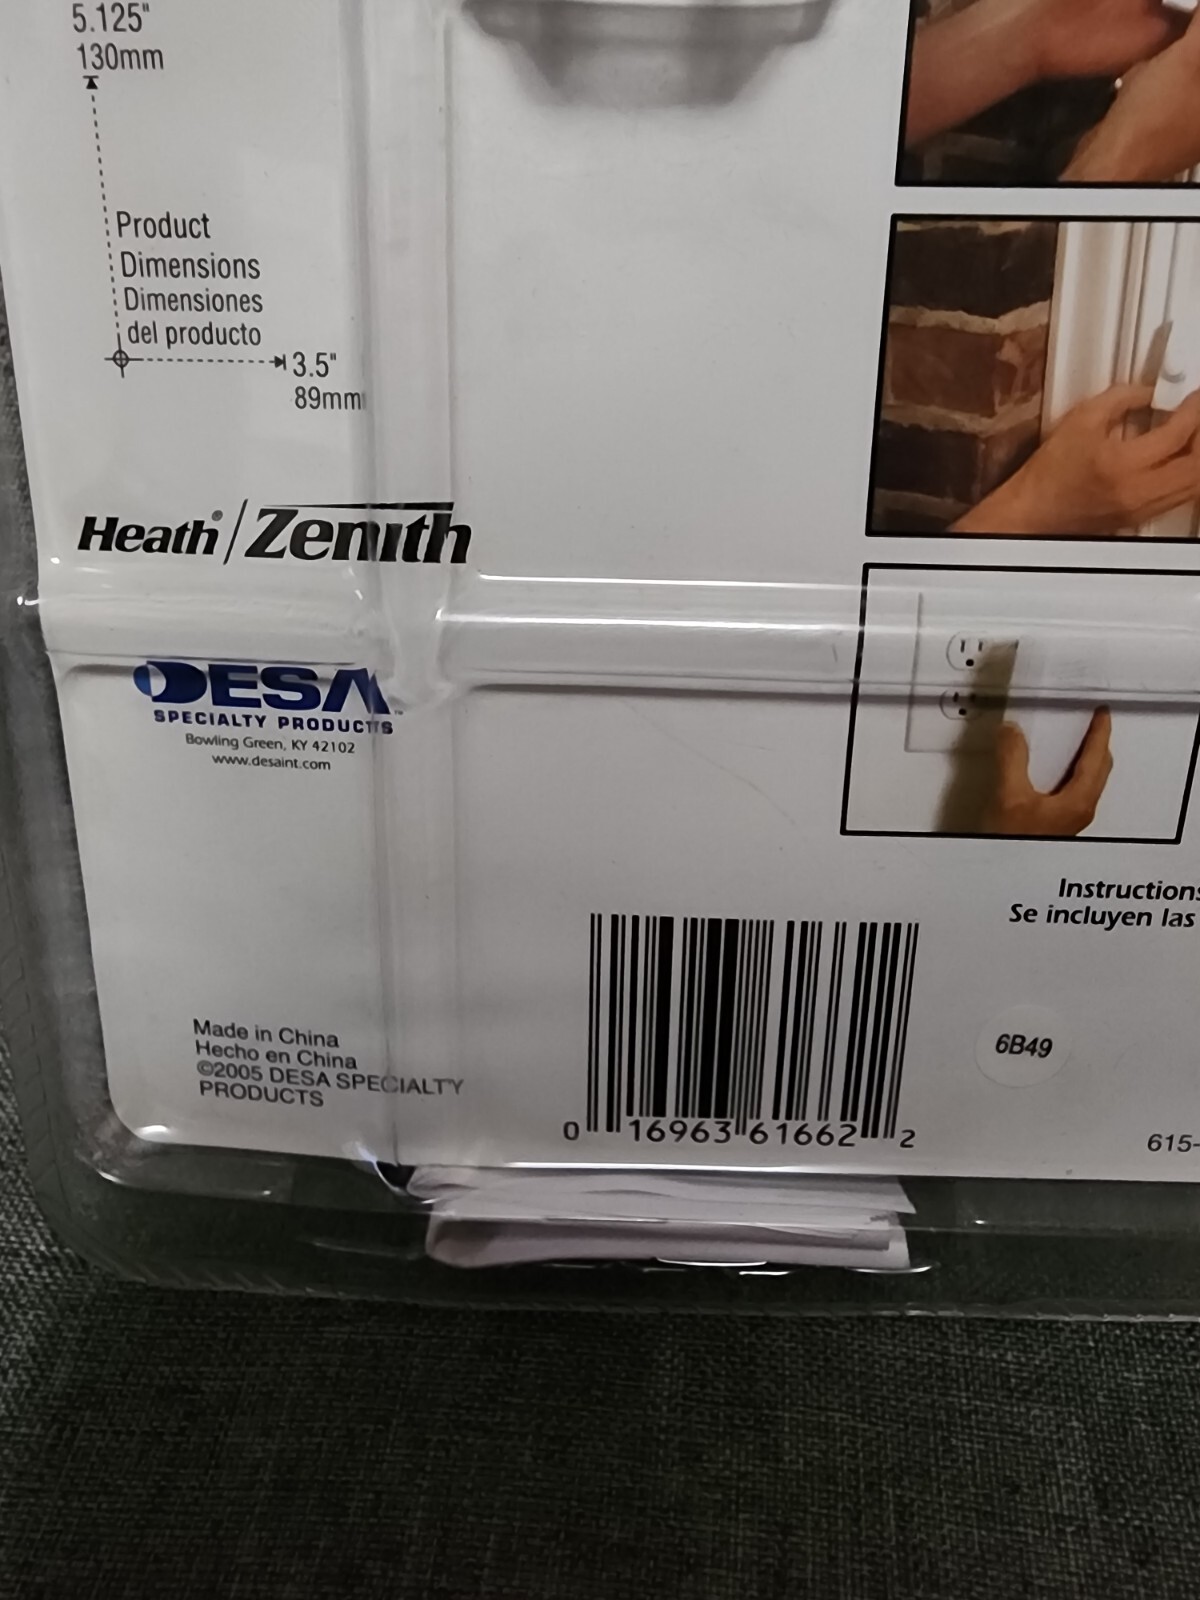 5.125"
130mm
Product
Dimensions
Dimensiones
del producto
3.5"
89mm
Heath®/Zenith
DESA™
SPECIALTY PRODUCTS
Bowling Green, KY 42102
www.desaint.com
Instructions
Se incluyen las
Made in China
Hecho en China
©2005 DESA SPECIALTY
PRODUCTS
6B49
0 16963 61662 2
615-